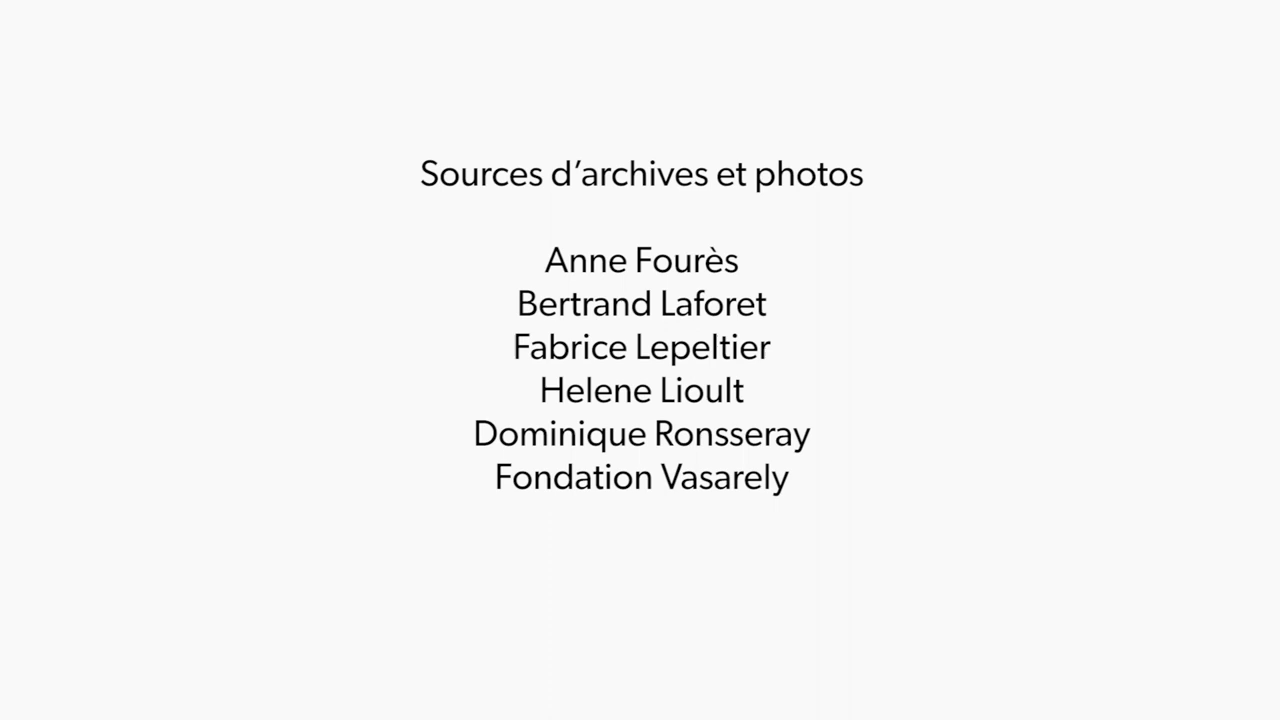 Sources d’archives et photos
Anne Fourès
Bertrand Laforet
Fabrice Lepeltier
Helene Lioult
Dominique Ronsseray
Fondation Vasarely